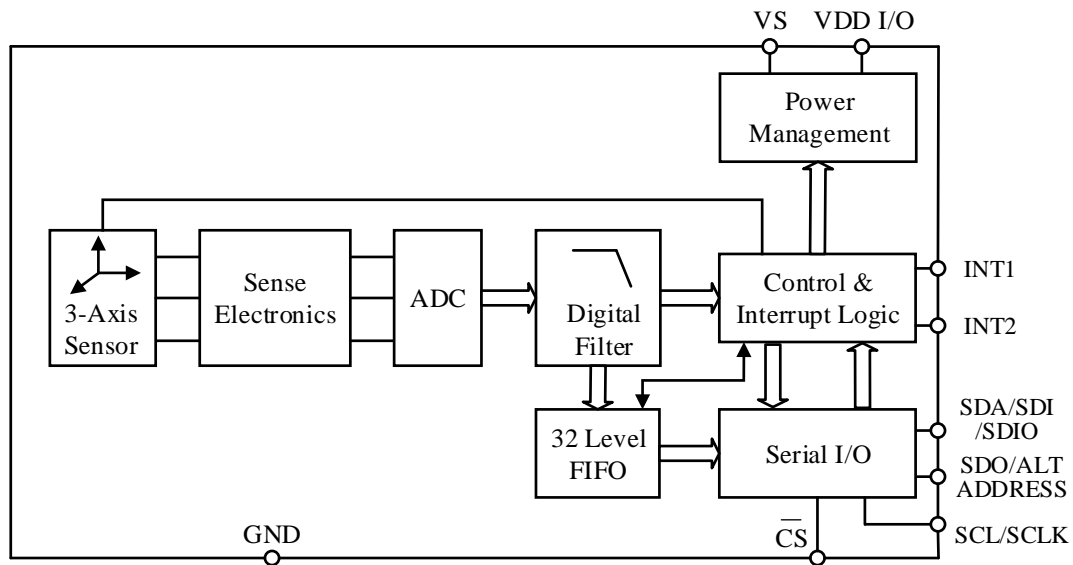 VS
VDD I/O
Power
Management
3-Axis
Sensor
Sense
Electronics
ADC
Digital
Filter
Control &
Interrupt Logic
INT1
INT2
32 Level
FIFO
Serial I/O
SDA/SDI
/SDIO
SDO/ALT
ADDRESS
SCL/SCLK
GND
C̅S̅